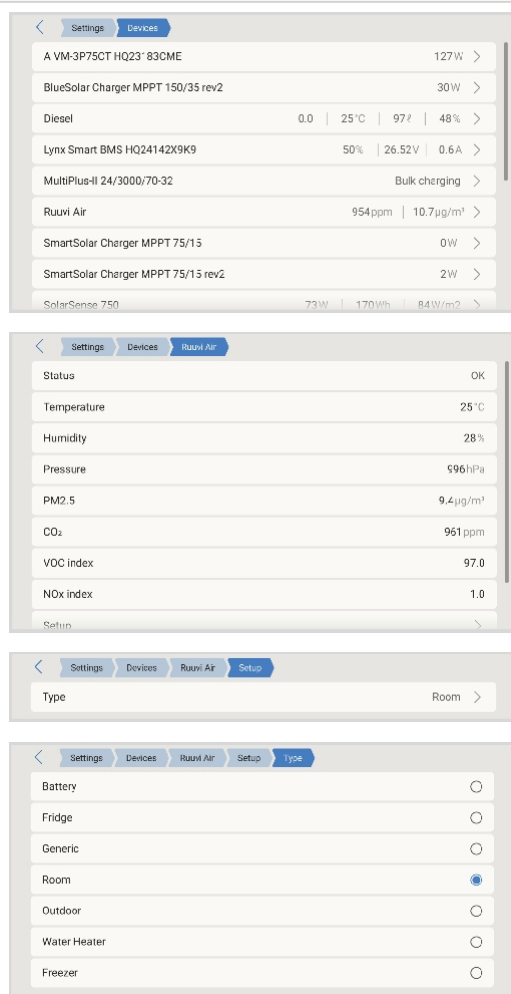 Settings Devices
A VM-3P75CT HQ23 83CME 127W
BlueSolar Charger MPPT 150/35 rev2 30W
Diesel 0.0 25°C 97ℓ 48%
Lynx Smart BMS HQ24142X9K9 50% 26.52V 0.6A
MultiPlus-II 24/3000/70-32 Bulk charging
Ruuvi Air 954ppm 10.7µg/m³
SmartSolar Charger MPPT 75/15 0W
SmartSolar Charger MPPT 75/15 rev2 2W
SolarSense 750 73W 170Wh 84W/m2
Settings Devices Ruuvi Air
Status OK
Temperature 25°C
Humidity 28%
Pressure 996hPa
PM2.5 9.4µg/m³
CO₂ 961ppm
VOC index 97.0
NOx index 1.0
Setup
Settings Devices Ruuvi Air Setup
Type Room
Settings Devices Ruuvi Air Setup Type
Battery
Fridge
Generic
Room
Outdoor
Water Heater
Freezer